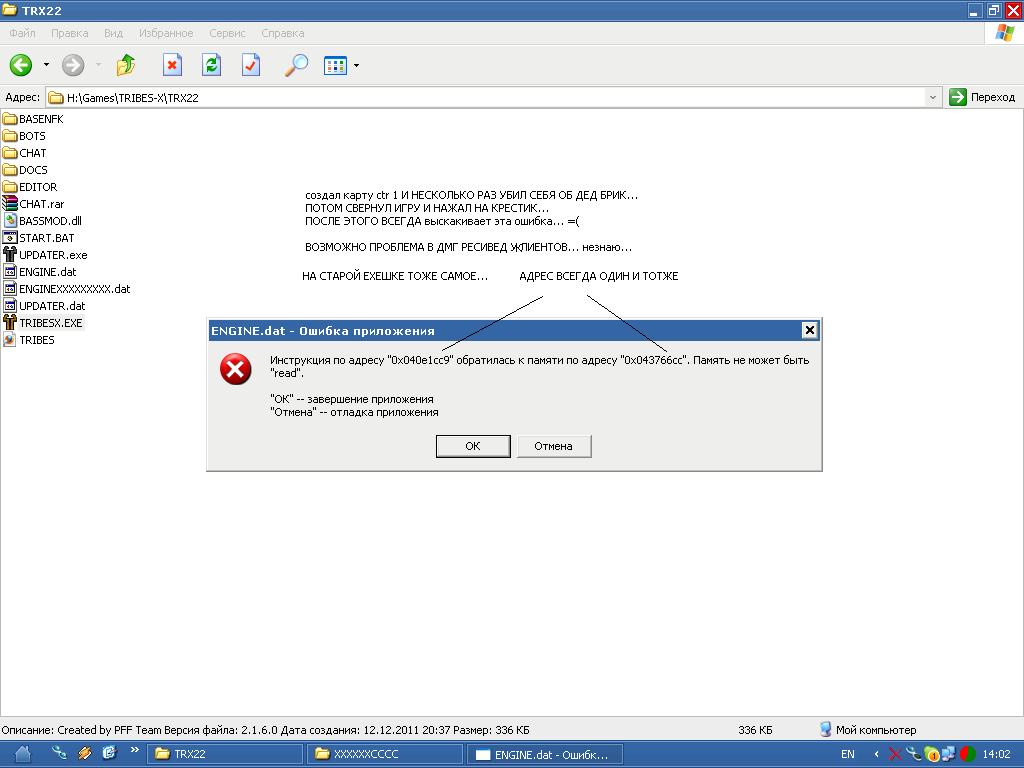 TRX22
Файл Правка Вид Избранное Сервис Справка
Адрес: H:\Games\TRIBES-X\TRX22 Переход
BASENFK
BOTS
CHAT
DOCS
EDITOR
CHAT.rar
BASSMOD.dll
START.BAT
UPDATER.exe
ENGINE.dat
ENGINEXXXXXXXXX.dat
UPDATER.dat
TRIBESX.EXE
TRIBES
создал карту ctr 1 И НЕСКОЛЬКО РАЗ УБИЛ СЕБЯ ОБ ДЕД БРИК...
ПОТОМ СВЕРНУЛ ИГРУ И НАЖАЛ НА КРЕСТИК...
ПОСЛЕ ЭТОГО ВСЕГДА выскакивает эта ошибка... =(
ВОЗМОЖНО ПРОБЛЕМА В ДМГ РЕСИВЕД У КЛИЕНТОВ... незнаю...
НА СТАРОЙ ЕХЕШКЕ ТОЖЕ САМОЕ... АДРЕС ВСЕГДА ОДИН И ТОТЖЕ
ENGINE.dat - Ошибка приложения
Инструкция по адресу "0x040e1cc9" обратилась к памяти по адресу "0x043766cc". Память не может быть
"read".
"ОК" -- завершение приложения
"Отмена" -- отладка приложения
ОК Отмена
Описание: Created by PFF Team Версия файла: 2.1.6.0 Дата создания: 12.12.2011 20:37 Размер: 336 КБ 336 КБ Мой компьютер
TRX22 XXXXXXCCCC ENGINE.dat - Ошибк... EN 14:02